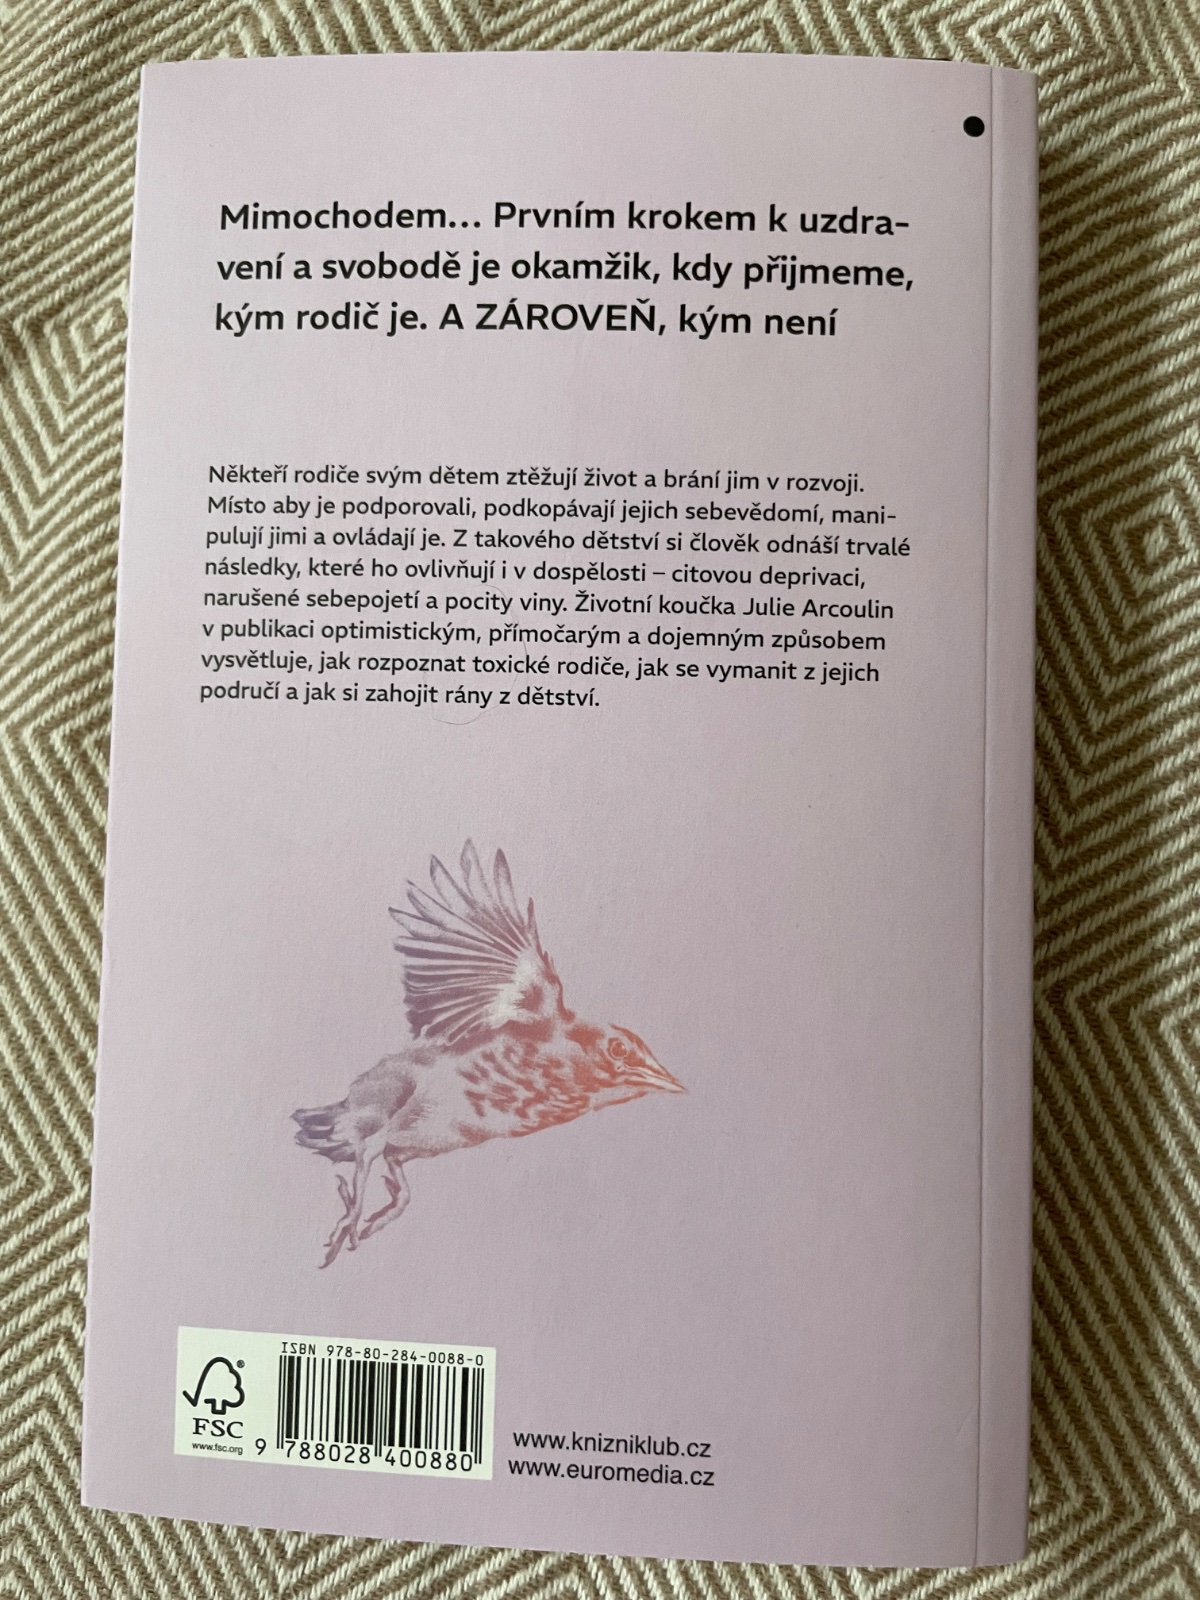 Mimochodem... Prvním krokem k uzdra-
vení a svobodě je okamžik, kdy přijmeme,
kým rodič je. A ZÁROVEŇ, kým není
Někteří rodiče svým dětem ztěžují život a brání jim v rozvoji.
Místo aby je podporovali, podkopávají jejich sebevědomí, mani-
pulují jimi a ovládají je. Z takového dětství si člověk odnáší trvalé
následky, které ho ovlivňují i v dospělosti – citovou deprivaci,
narušené sebepojetí a pocity viny. Životní koučka Julie Arcoulin
v publikaci optimistickým, přímočarým a dojemným způsobem
vysvětluje, jak rozpoznat toxické rodiče, jak se vymanit z jejich
područí a jak si zahojit rány z dětství.
ISBN 978-80-284-0088-0
®
FSC
www.fsc.org
9 788028 400880
www.knizniklub.cz
www.euromedia.cz